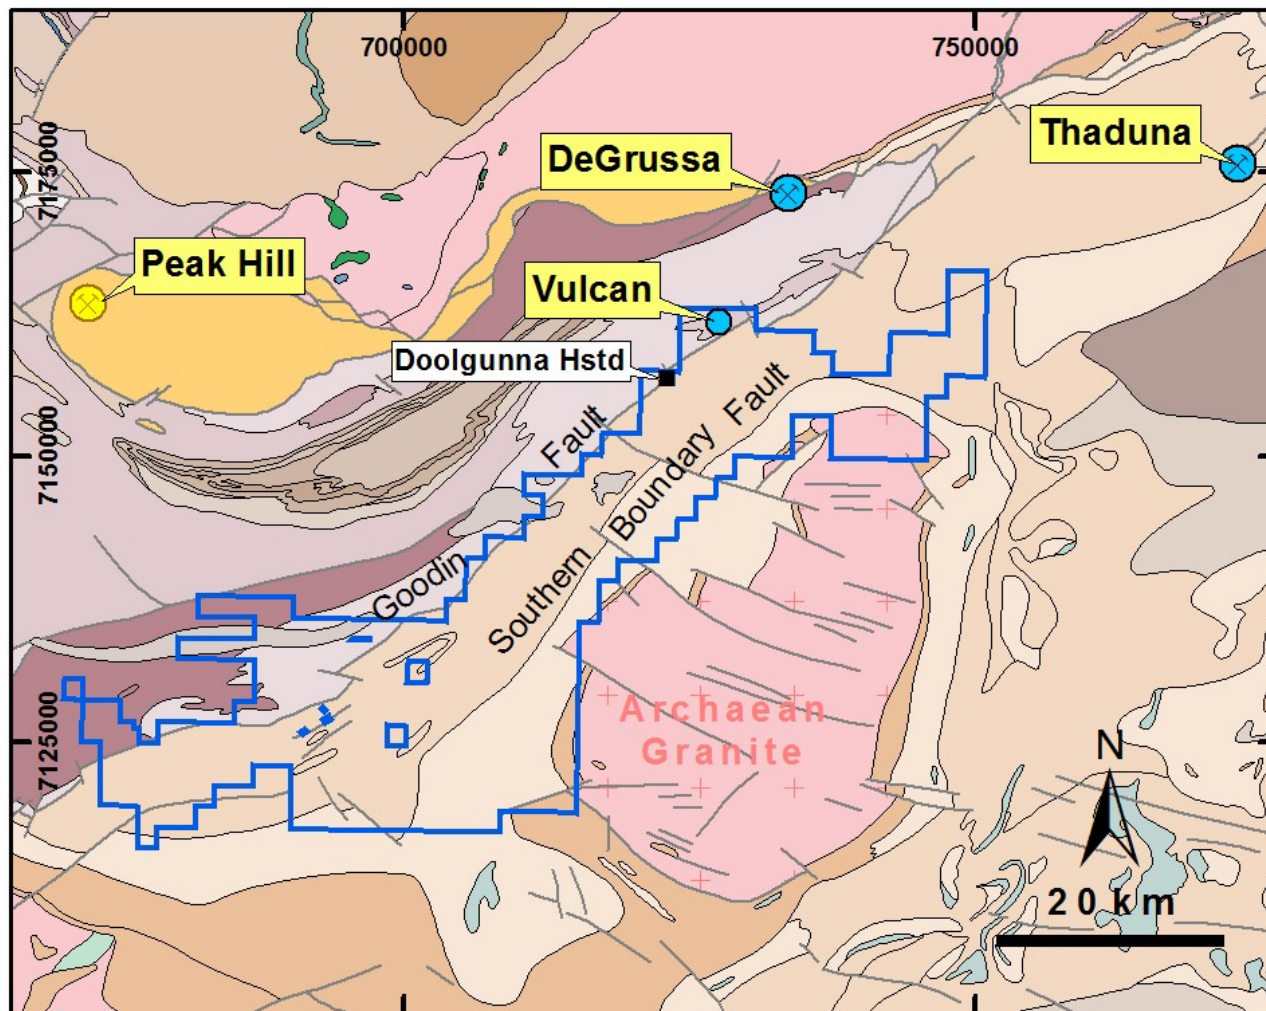 700000
750000
Thaduna
DeGrussa
7175000
Peak Hill
Vulcan
Doolgunna Hstd
Goodin Fault
Southern Boundary Fault
7150000
Archaean
Granite
7125000
N
20 km